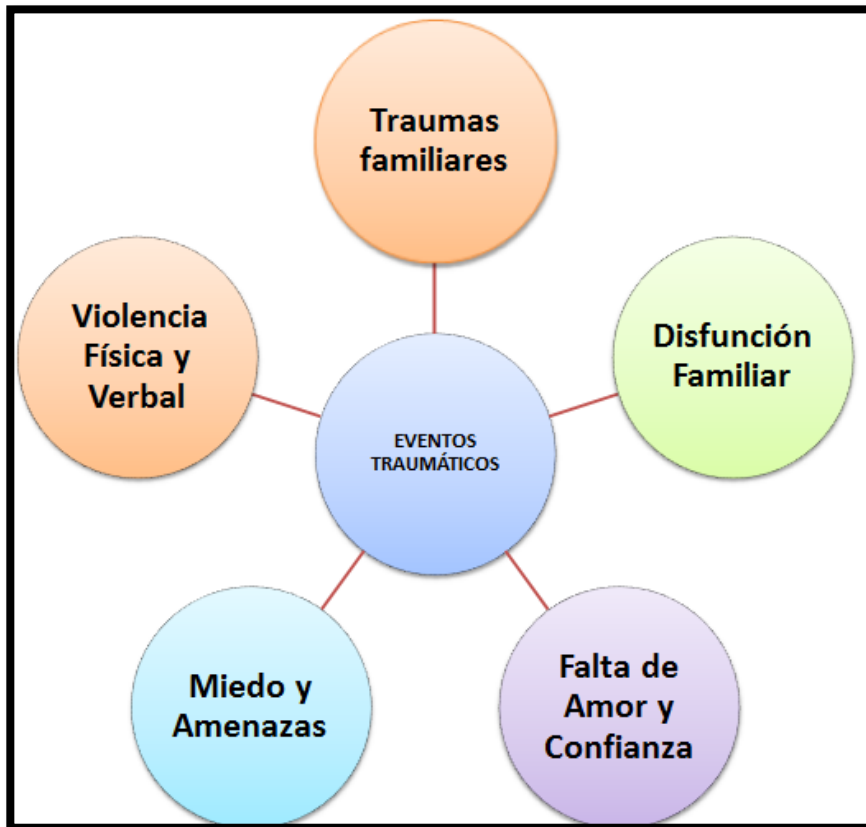 Traumas
familiares
Violencia
Física y
Verbal
Disfunción
Familiar
EVENTOS
TRAUMÁTICOS
Miedo y
Amenazas
Falta de
Amor y
Confianza